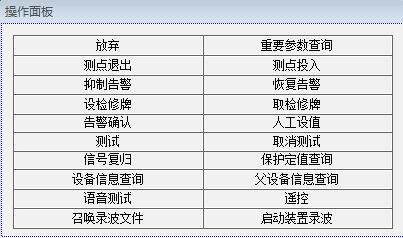 操作面板
放弃 重要参数查询
测点退出 测点投入
抑制告警 恢复告警
设检修牌 取检修牌
告警确认 人工设值
测试 取消测试
信号复归 保护定值查询
设备信息查询 父设备信息查询
语音测试 遥控
召唤录波文件 启动装置录波